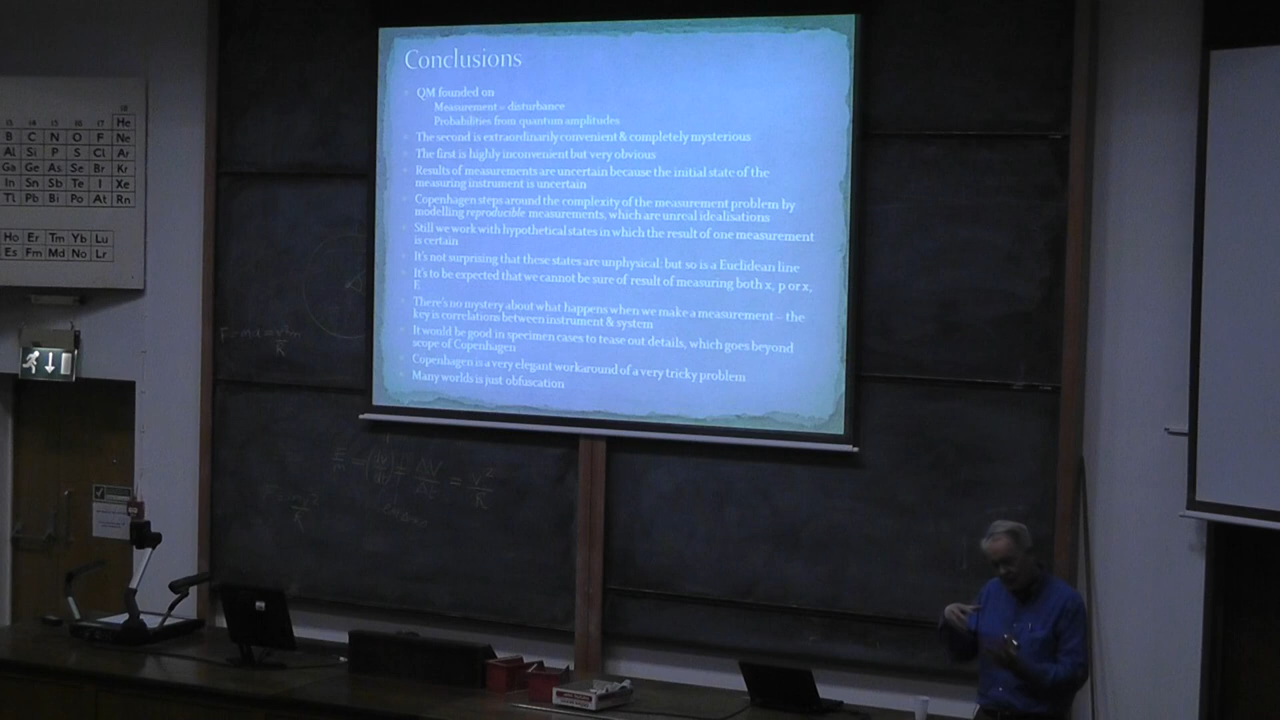 Conclusions
QM founded on
Measurement = disturbance
Probabilities from quantum amplitudes
The second is extraordinarily convenient & completely mysterious
The first is highly inconvenient but very obvious
Results of measurements are uncertain because the initial state of the
measuring instrument is uncertain
Copenhagen steps around the complexity of the measurement problem by
modelling reproducible measurements, which are unreal idealisations
Still we work with hypothetical states in which the result of one measurement
is certain
It's not surprising that these states are unphysical: but so is a Euclidean line
It's to be expected that we cannot be sure of result of measuring both x, p or x,
E
There's no mystery about what happens when we make a measurement – the
key is correlations between instrument & system
It would be good in specimen cases to tease out details, which goes beyond
scope of Copenhagen
Copenhagen is a very elegant workaround of a very tricky problem
Many worlds is just obfuscation
18
13 14 15 16 17 He
B C N O F Ne
Al Si P S Cl Ar
Ga Ge As Se Br Kr
In Sn Sb Te I Xe
Tl Pb Bi Po At Rn
Ho Er Tm Yb Lu
Es Fm Md No Lr
ΔV
Δt
= v²
R